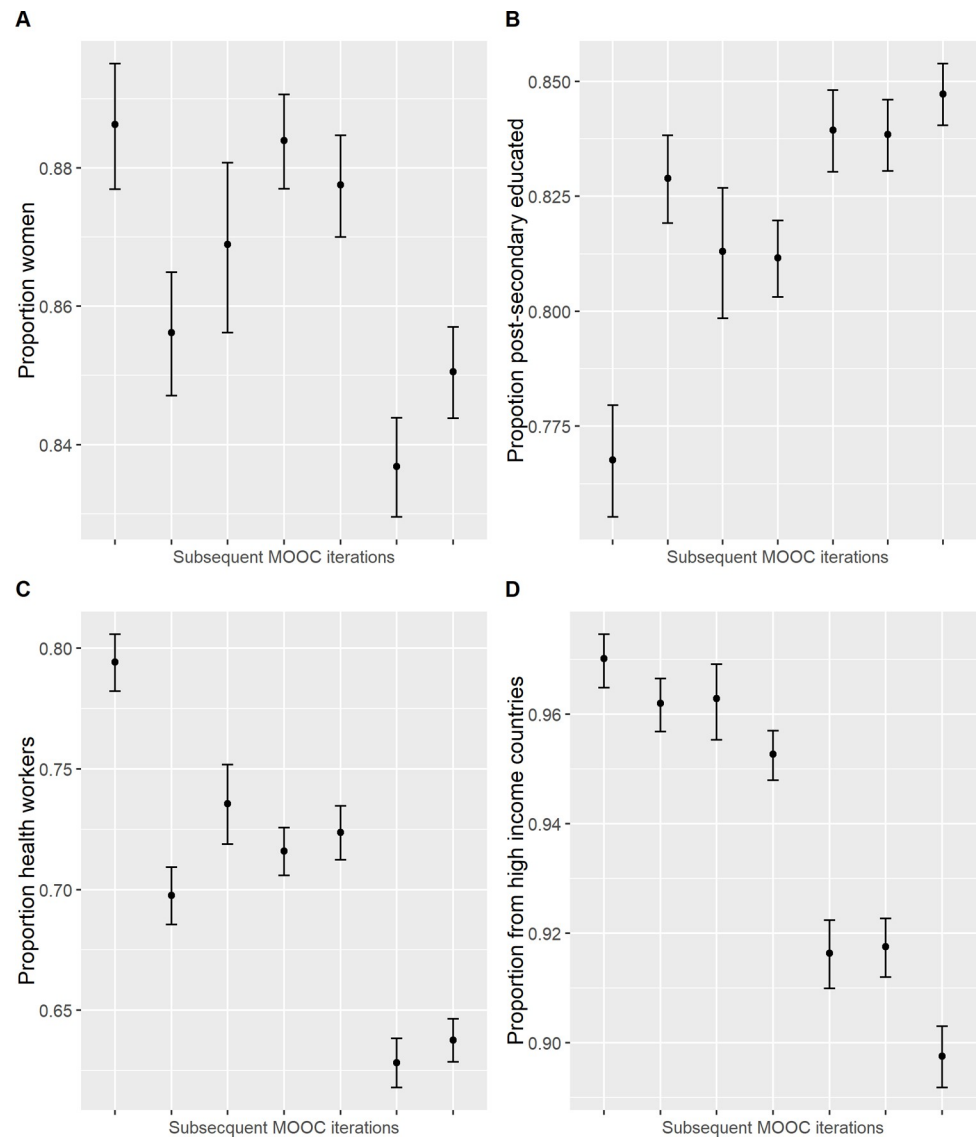 A
Proportion women
0.88
0.86
0.84
Subsequent MOOC iterations
B
Propotion post-secondary educated
0.850
0.825
0.800
0.775
Subsequent MOOC iterations
C
Proportion health workers
0.80
0.75
0.70
0.65
Subsecquent MOOC iterations
D
Proportion from high income countries
0.96
0.94
0.92
0.90
Subsequent MOOC iterations